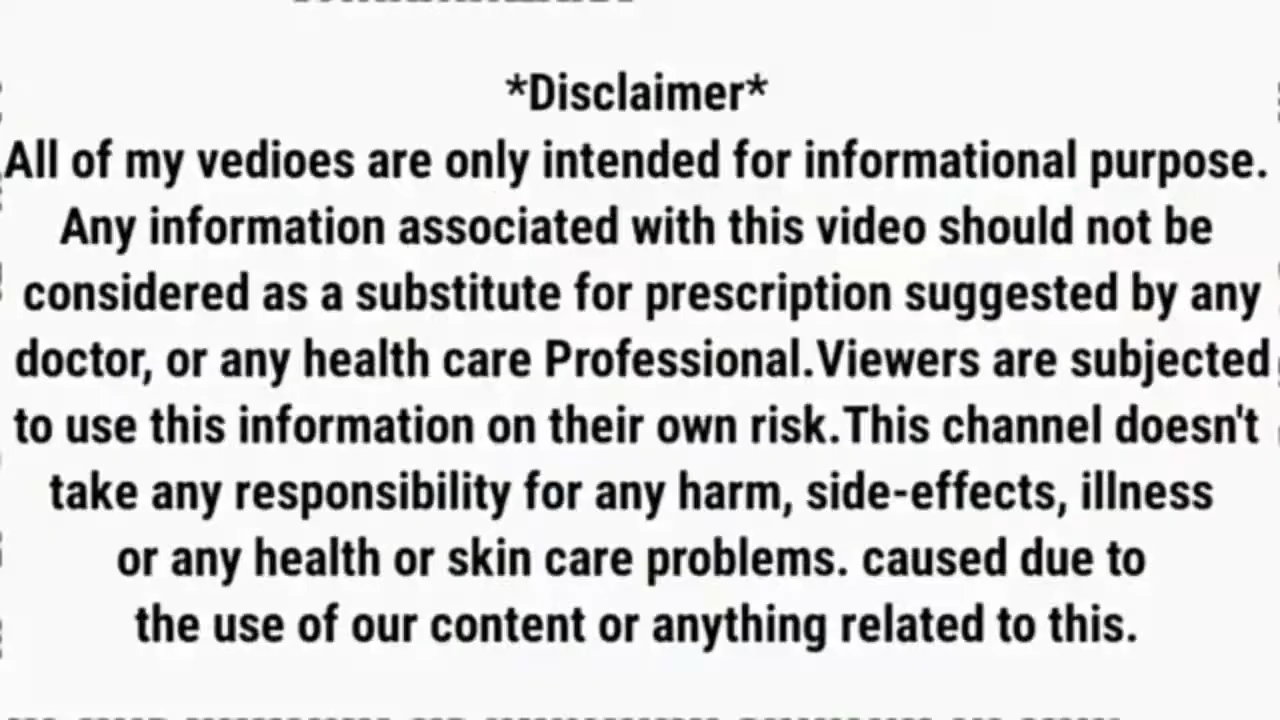 *Disclaimer*
All of my vedioes are only intended for informational purpose.
Any information associated with this video should not be
considered as a substitute for prescription suggested by any
doctor, or any health care Professional.Viewers are subjected
to use this information on their own risk.This channel doesn't
take any responsibility for any harm, side-effects, illness
or any health or skin care problems. caused due to
the use of our content or anything related to this.